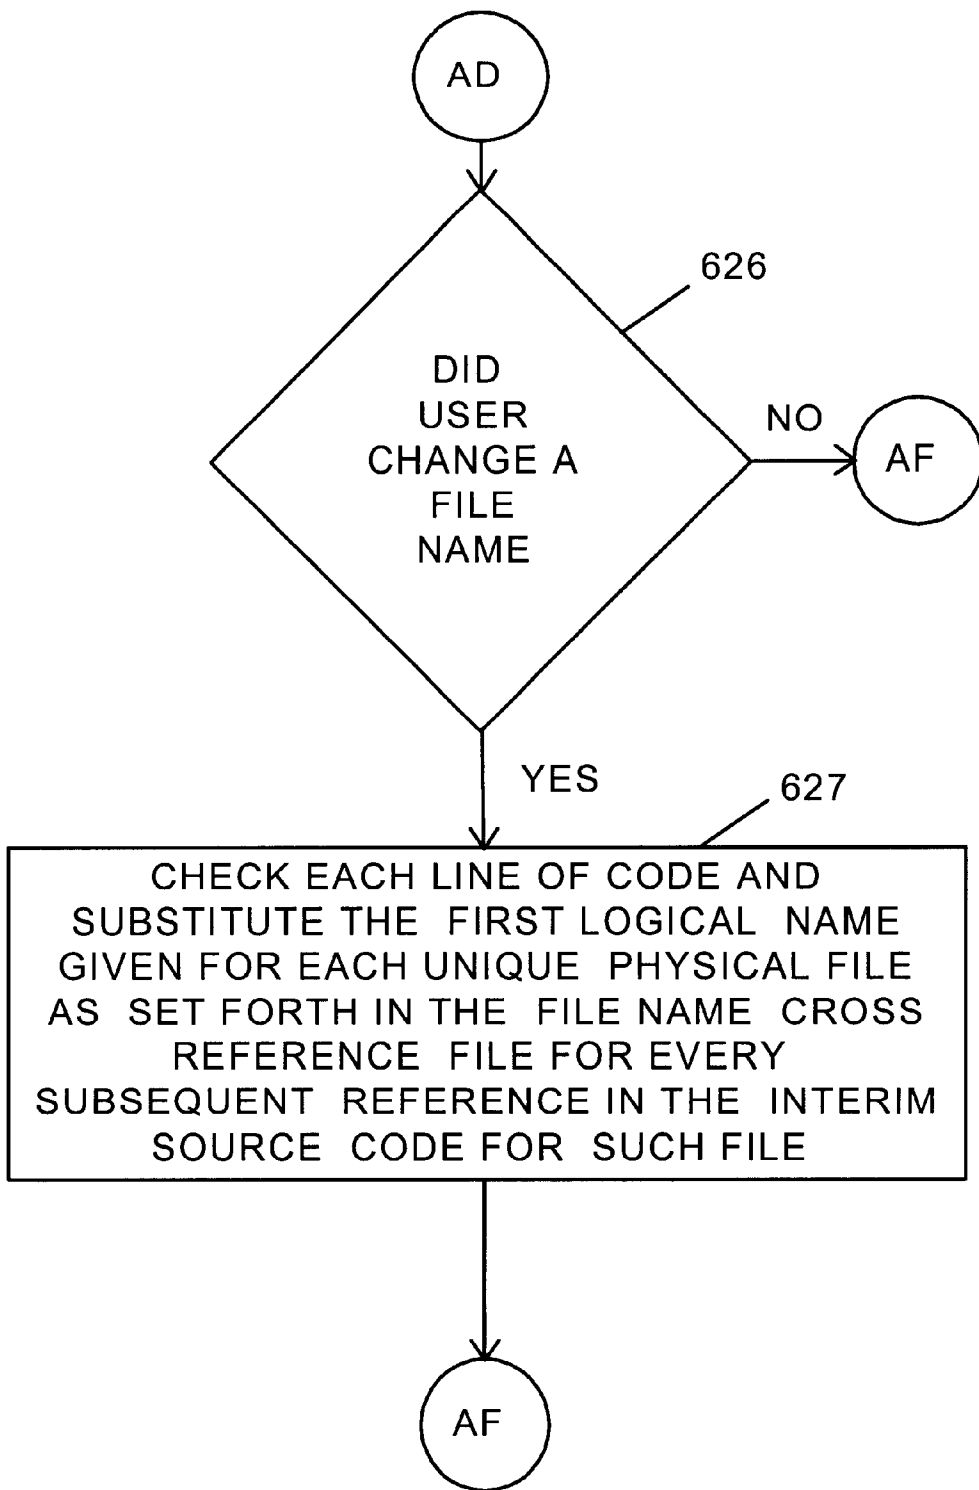 AD
626
DID
USER
CHANGE A
FILE
NAME
NO
AF
YES
627
CHECK EACH LINE OF CODE AND
SUBSTITUTE THE FIRST LOGICAL NAME
GIVEN FOR EACH UNIQUE PHYSICAL FILE
AS SET FORTH IN THE FILE NAME CROSS
REFERENCE FILE FOR EVERY
SUBSEQUENT REFERENCE IN THE INTERIM
SOURCE CODE FOR SUCH FILE
AF